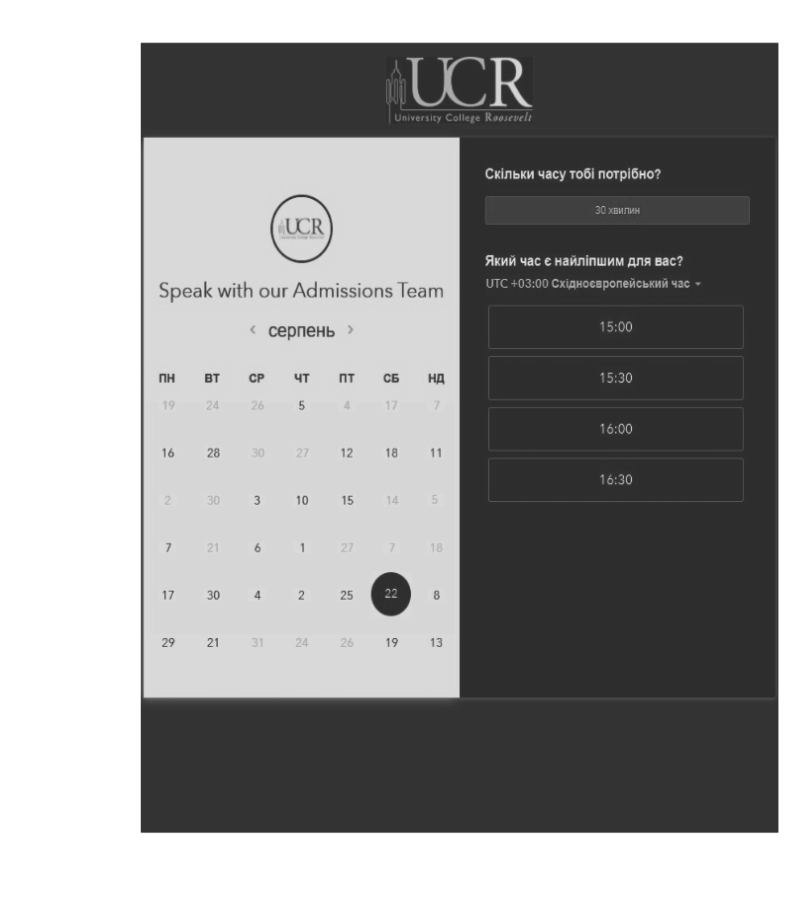 UCR
University College Roosevelt
UCR
Speak with our Admissions Team
< серпень >
ПН ВТ СР ЧТ ПТ СБ НД
19 24 26 5 4 17 7
16 28 30 27 12 18 11
2 30 3 10 15 14 5
7 21 6 1 27 7 18
17 30 4 2 25 22 8
29 21 31 24 26 19 13
Скільки часу тобі потрібно?
30 хвилин
Який час є найліпшим для вас?
UTC +03:00 Східноєвропейський час
15:00
15:30
16:00
16:30